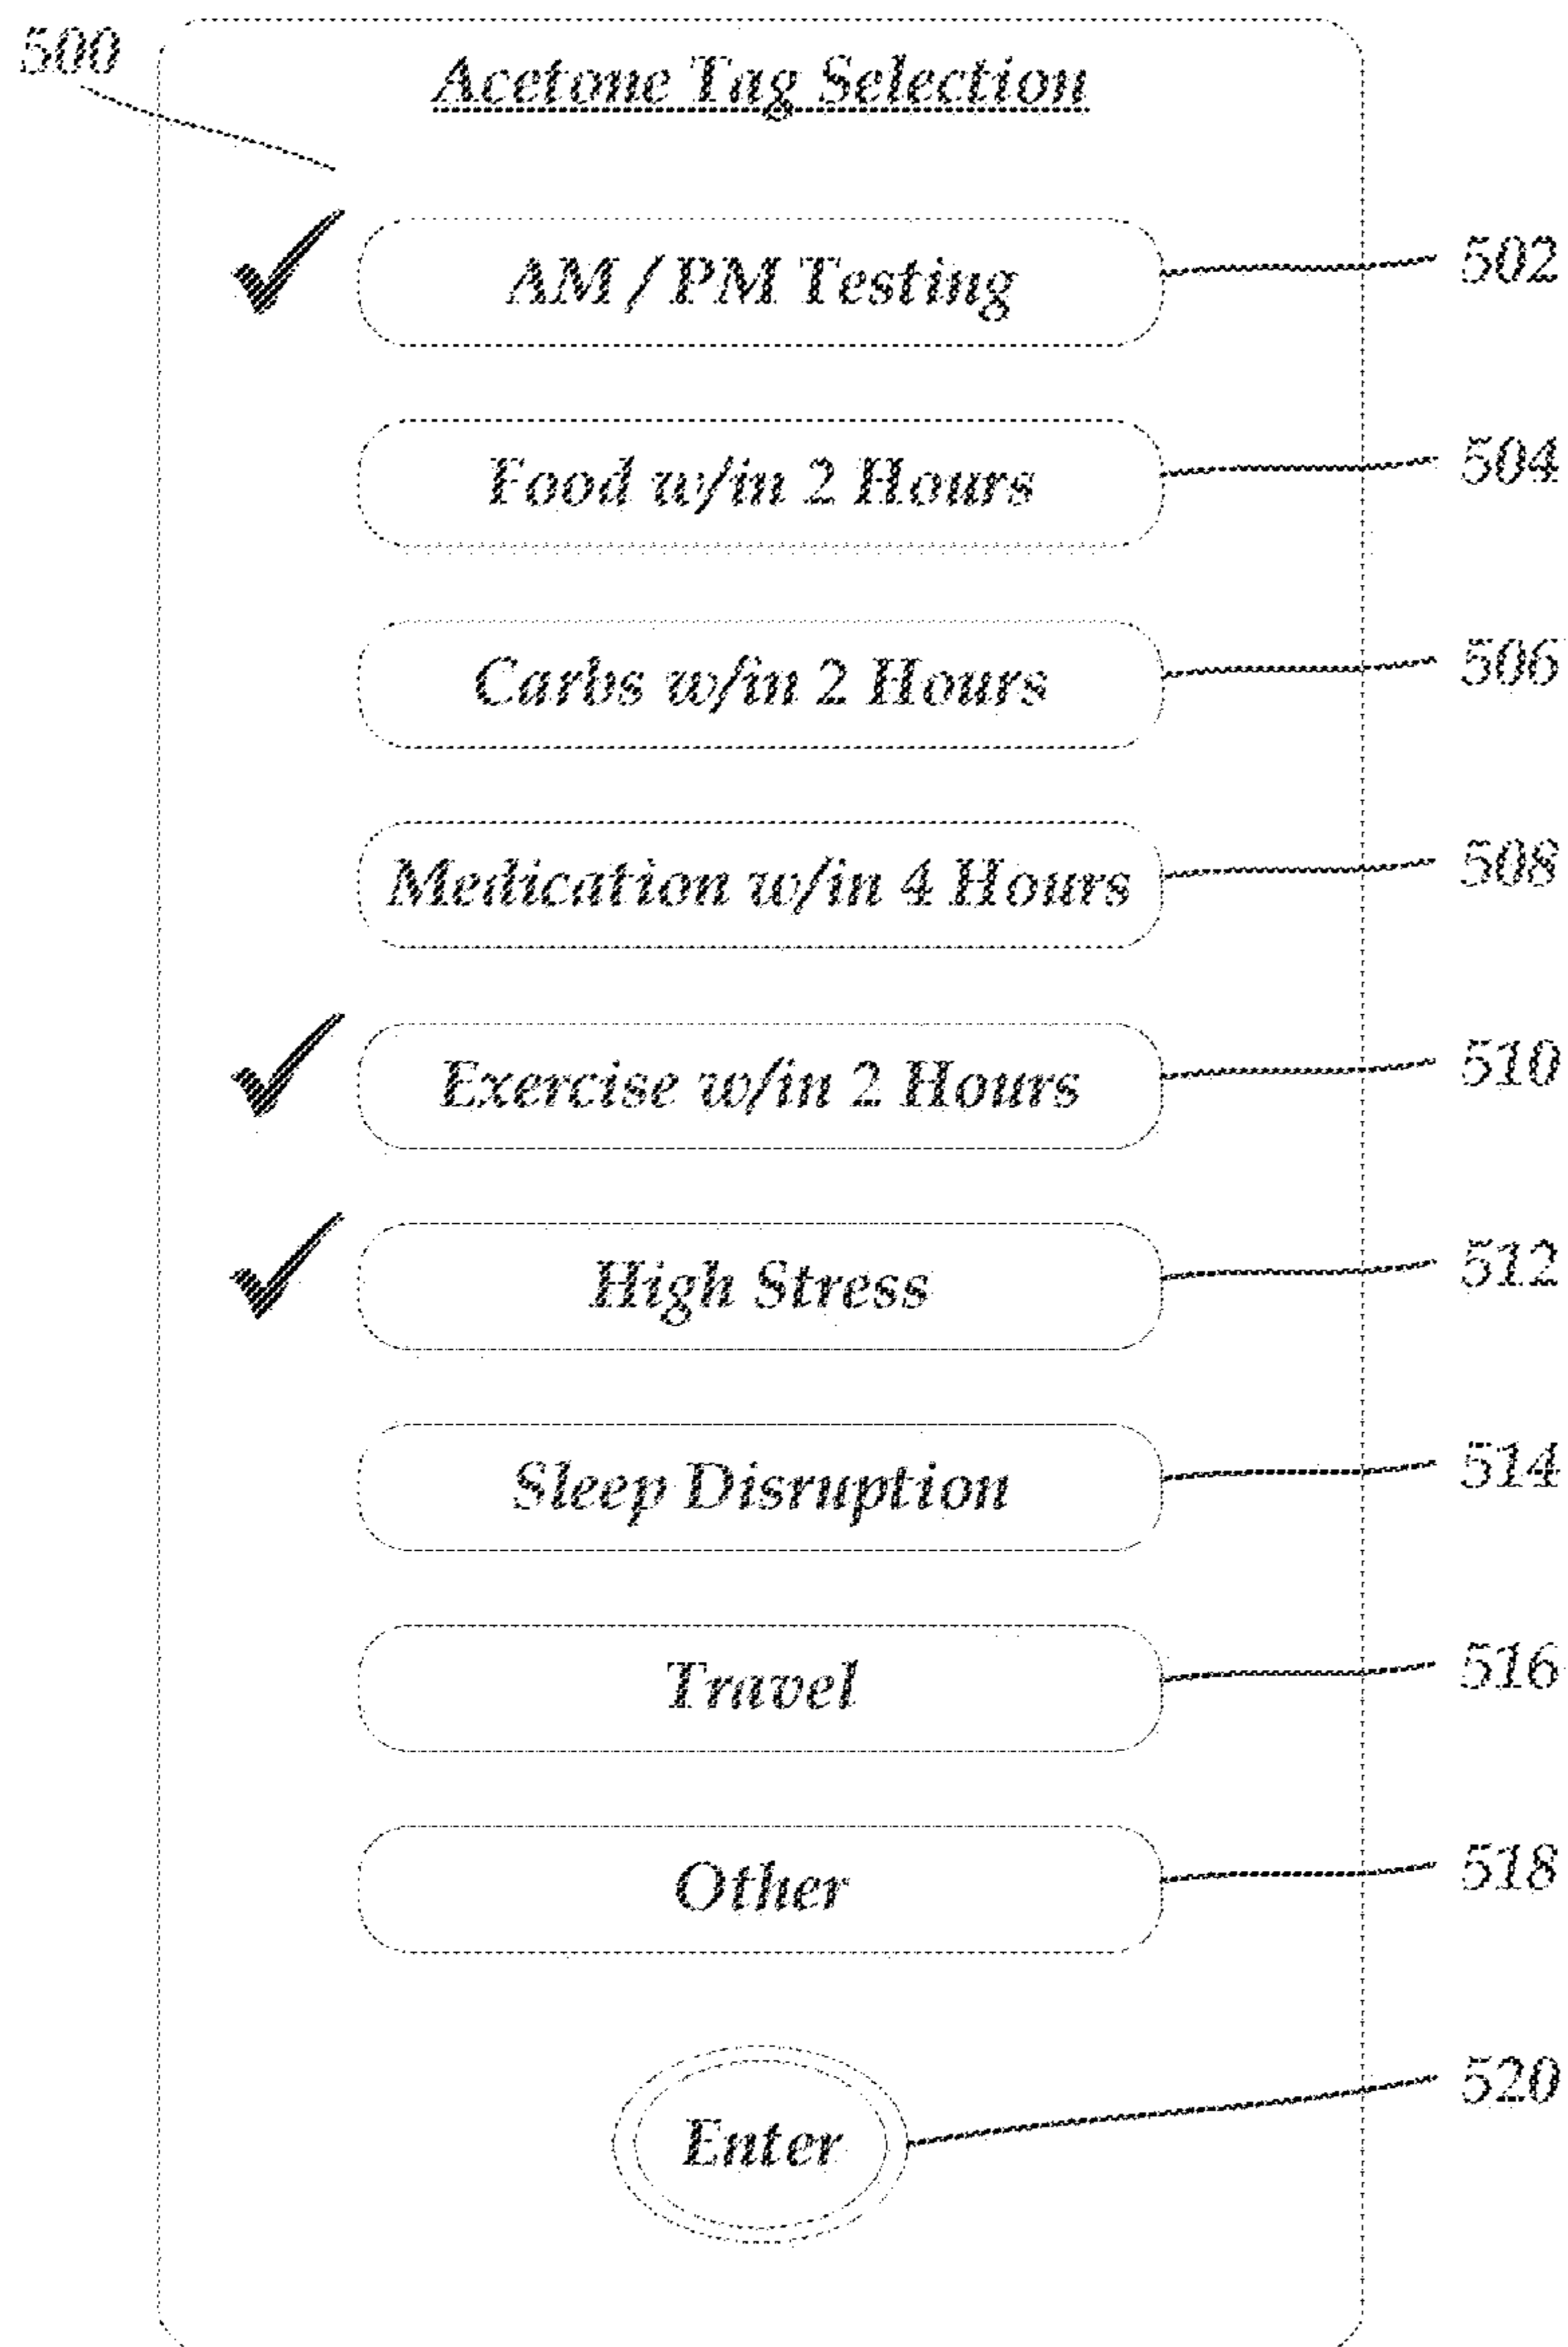 500
Acetone Tag Selection
AM / PM Testing 502
Food w/in 2 Hours 504
Carbs w/in 2 Hours 506
Medication w/in 4 Hours 508
Exercise w/in 2 Hours 510
High Stress 512
Sleep Disruption 514
Travel 516
Other 518
Enter 520